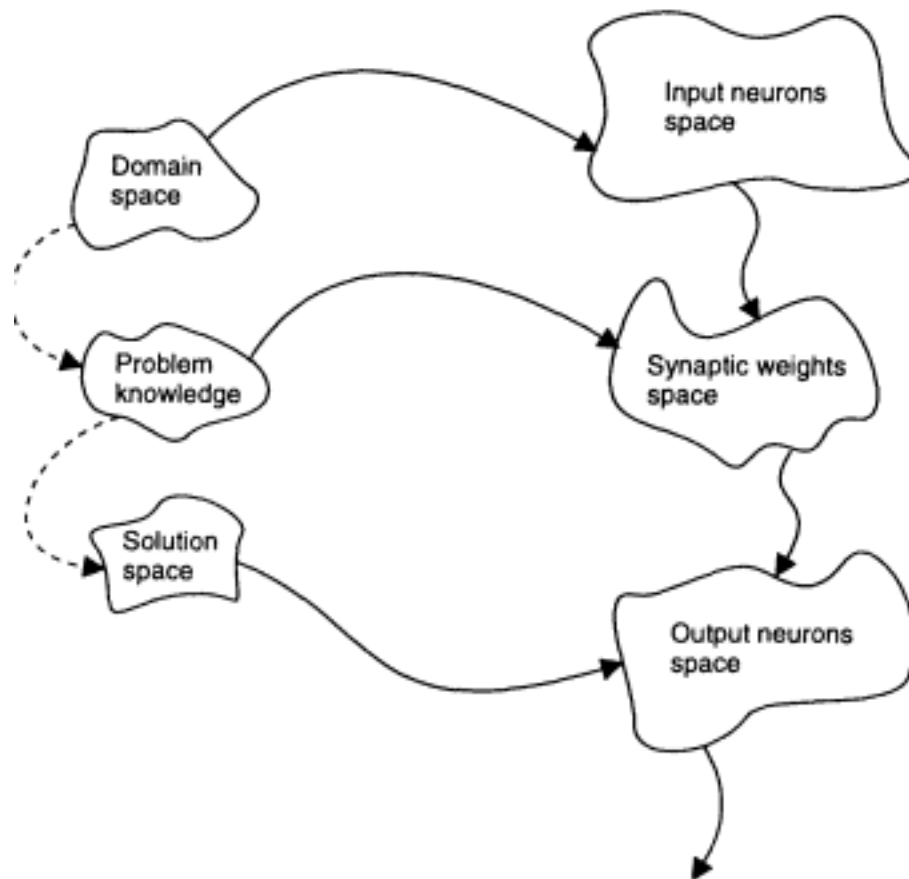 Input neurons
space
Domain
space
Problem
knowledge
Synaptic weights
space
Solution
space
Output neurons
space